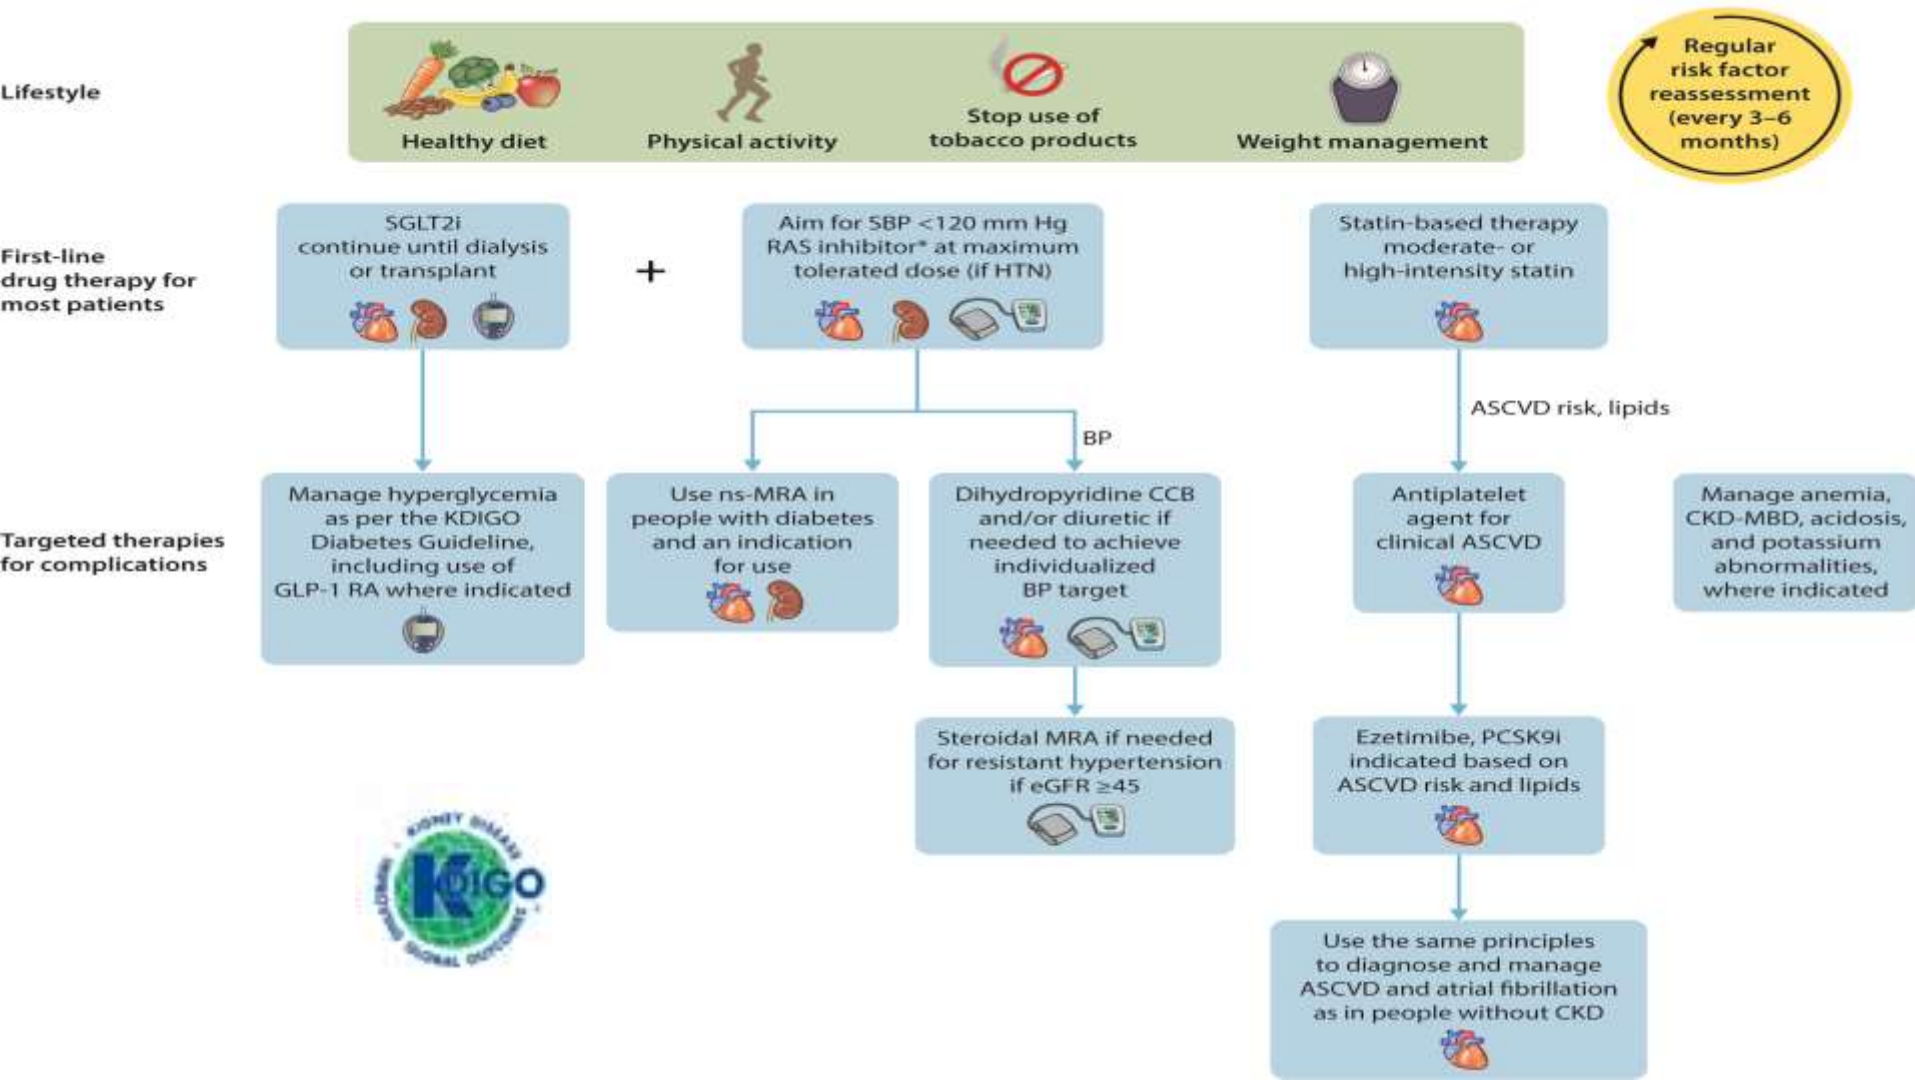 Lifestyle
Healthy diet
Physical activity
Stop use of
tobacco products
Weight management
Regular
risk factor
reassessment
(every 3–6
months)
First-line
drug therapy for
most patients
SGLT2i
continue until dialysis
or transplant
+
Aim for SBP <120 mm Hg
RAS inhibitor* at maximum
tolerated dose (if HTN)
Statin-based therapy
moderate- or
high-intensity statin
ASCVD risk, lipids
BP
Targeted therapies
for complications
Manage hyperglycemia
as per the KDIGO
Diabetes Guideline,
including use of
GLP-1 RA where indicated
Use ns-MRA in
people with diabetes
and an indication
for use
Dihydropyridine CCB
and/or diuretic if
needed to achieve
individualized
BP target
Antiplatelet
agent for
clinical ASCVD
Manage anemia,
CKD-MBD, acidosis,
and potassium
abnormalities,
where indicated
Steroidal MRA if needed
for resistant hypertension
if eGFR ≥45
Ezetimibe, PCSK9i
indicated based on
ASCVD risk and lipids
Use the same principles
to diagnose and manage
ASCVD and atrial fibrillation
as in people without CKD
KIDNEY DISEASE
KDIGO
IMPROVING GLOBAL OUTCOMES